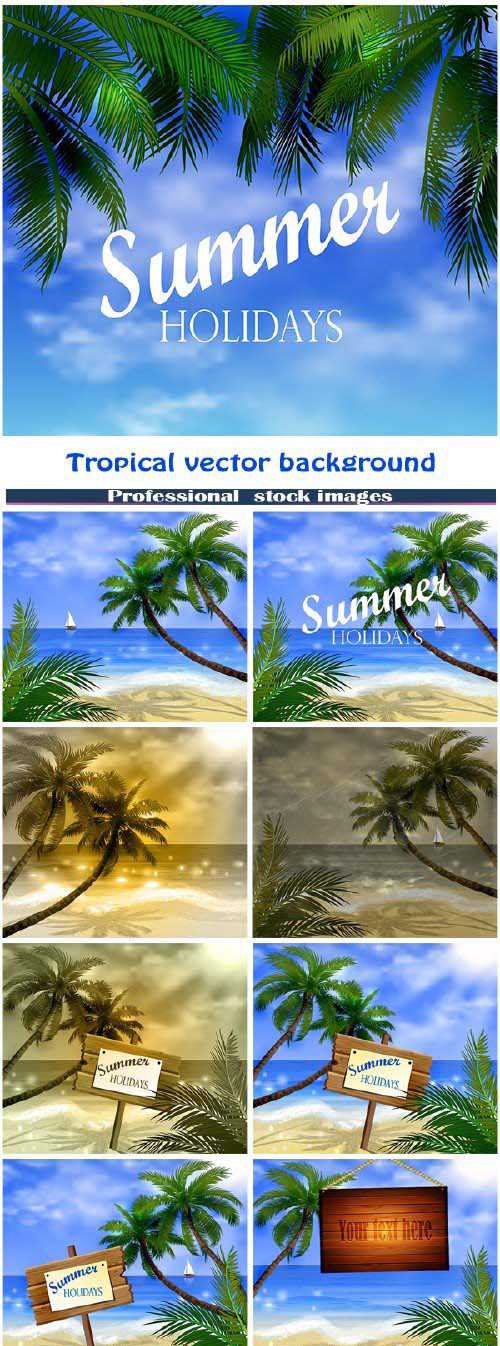 Summer
HOLIDAYS
Tropical vector background
Professional stock images
Summer
HOLIDAYS
Summer
HOLIDAYS
Summer
HOLIDAYS
Summer
HOLIDAYS
Your text here